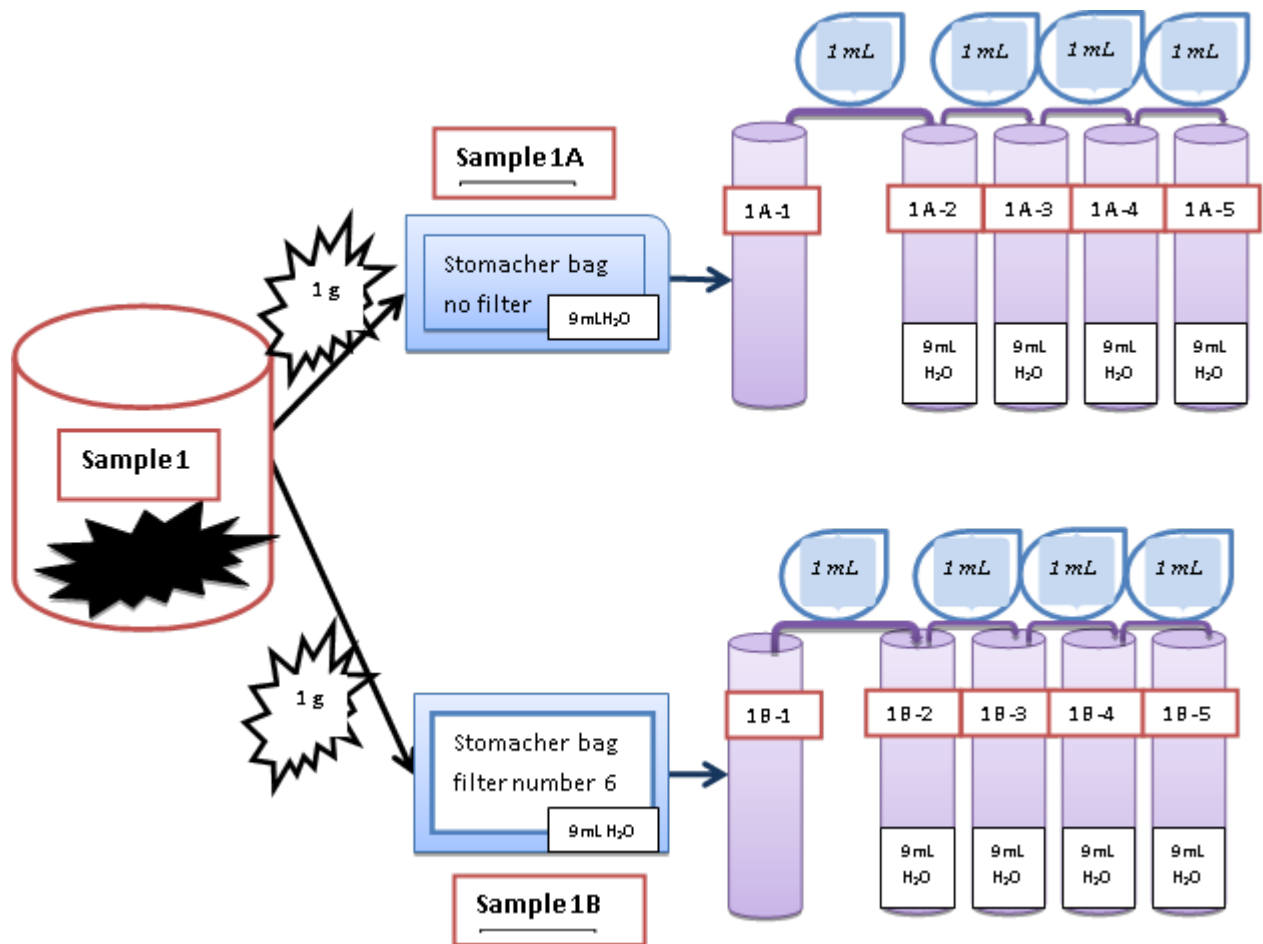 1 mL
1 mL
1 mL
1 mL
Sample 1A
1A-1
1A-2
1A-3
1A-4
1A-5
1 g
Stomacher bag
no filter
9 mL H₂O
9 mL
H₂O
9 mL
H₂O
9 mL
H₂O
9 mL
H₂O
Sample 1
1 mL
1 mL
1 mL
1 mL
1 g
1B-1
1B-2
1B-3
1B-4
1B-5
Stomacher bag
filter number 6
9 mL H₂O
9 mL
H₂O
9 mL
H₂O
9 mL
H₂O
9 mL
H₂O
Sample 1B